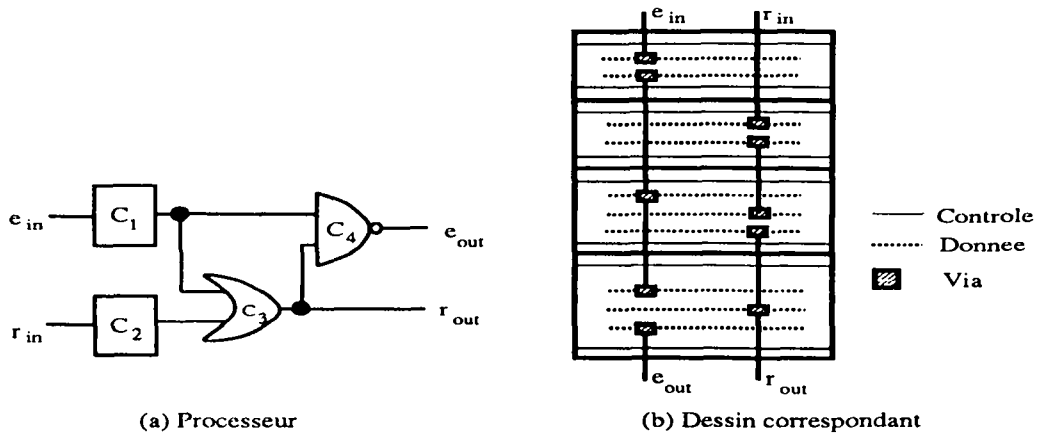 e in
r in
C1
C2
C3
C4
e out
r out
(a) Processeur
e in
r in
e out
r out
Controle
Donnee
Via
(b) Dessin correspondant